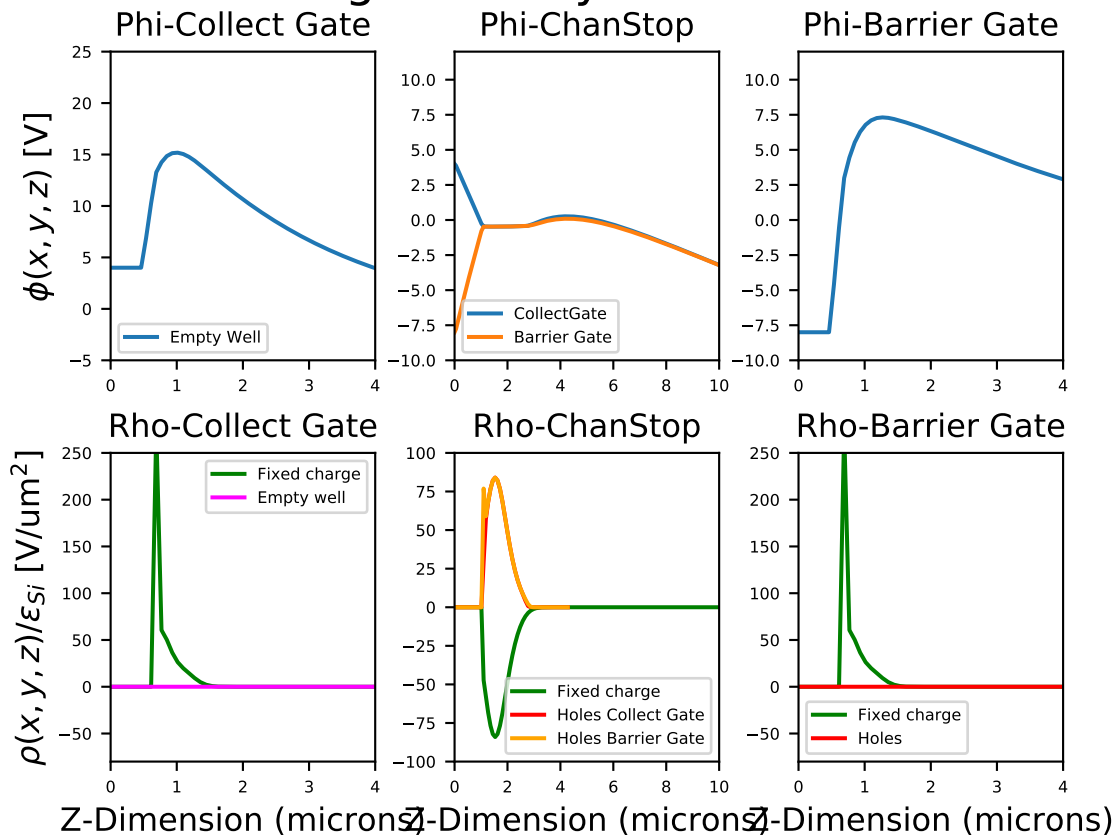 Phi-Collect Gate
Phi-ChanStop
Phi-Barrier Gate
ϕ(x, y, z) [V]
25
20
15
10
5
0
−5
Empty Well
0 1 2 3 4
10.0
7.5
5.0
2.5
0.0
−2.5
−5.0
−7.5
−10.0
CollectGate
Barrier Gate
0 2 4 6 8 10
10.0
7.5
5.0
2.5
0.0
−2.5
−5.0
−7.5
−10.0
0 1 2 3 4
Rho-Collect Gate
Rho-ChanStop
Rho-Barrier Gate
ρ(x, y, z)/ε_Si [V/um²]
250
200
150
100
50
0
−50
Fixed charge
Empty well
0 1 2 3 4
Z-Dimension (microns)
100
75
50
25
0
−25
−50
−75
−100
Fixed charge
Holes Collect Gate
Holes Barrier Gate
0 2 4 6 8 10
Z-Dimension (microns)
250
200
150
100
50
0
−50
Fixed charge
Holes
0 1 2 3 4
Z-Dimension (microns)